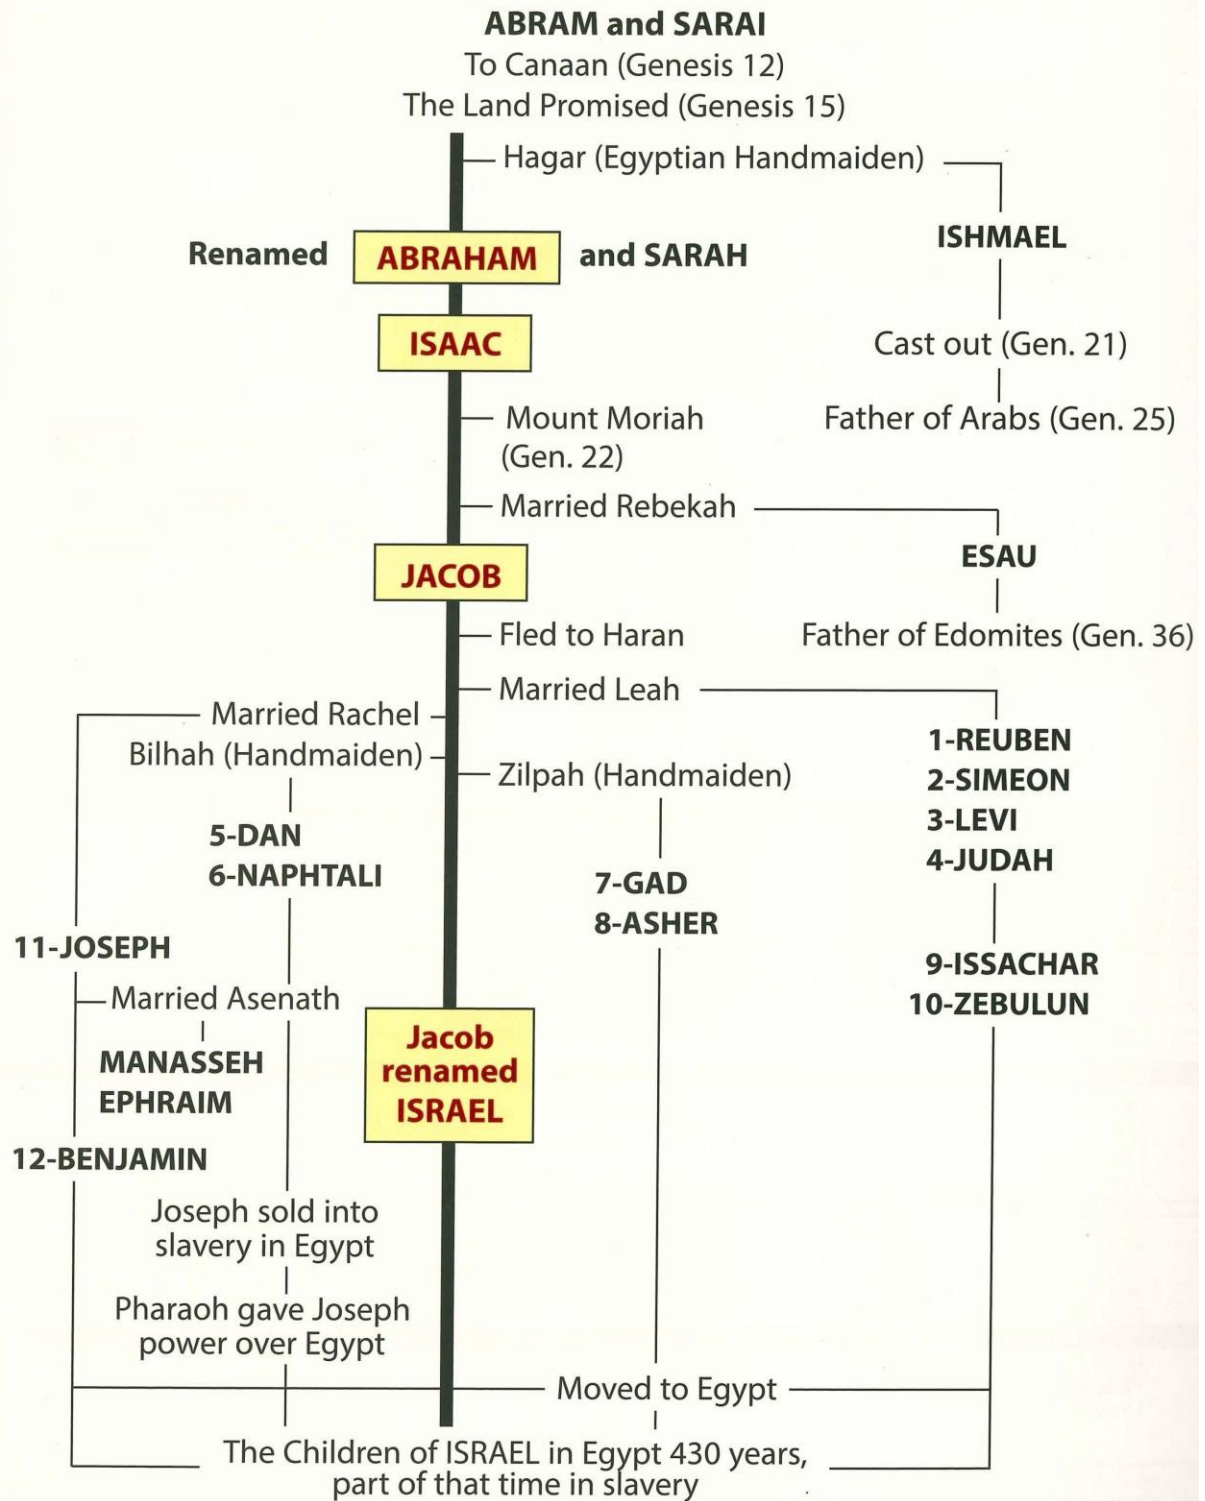 ABRAM and SARAI
To Canaan (Genesis 12)
The Land Promised (Genesis 15)
Hagar (Egyptian Handmaiden)
ISHMAEL
Renamed ABRAHAM and SARAH
ISAAC
Cast out (Gen. 21)
Mount Moriah
(Gen. 22)
Father of Arabs (Gen. 25)
Married Rebekah
ESAU
JACOB
Fled to Haran
Father of Edomites (Gen. 36)
Married Leah
Married Rachel
Bilhah (Handmaiden)
Zilpah (Handmaiden)
1-REUBEN
2-SIMEON
3-LEVI
4-JUDAH
5-DAN
6-NAPHTALI
7-GAD
8-ASHER
11-JOSEPH
9-ISSACHAR
10-ZEBULUN
Married Asenath
MANASSEH
EPHRAIM
Jacob
renamed
ISRAEL
12-BENJAMIN
Joseph sold into
slavery in Egypt
Pharaoh gave Joseph
power over Egypt
Moved to Egypt
The Children of ISRAEL in Egypt 430 years,
part of that time in slavery